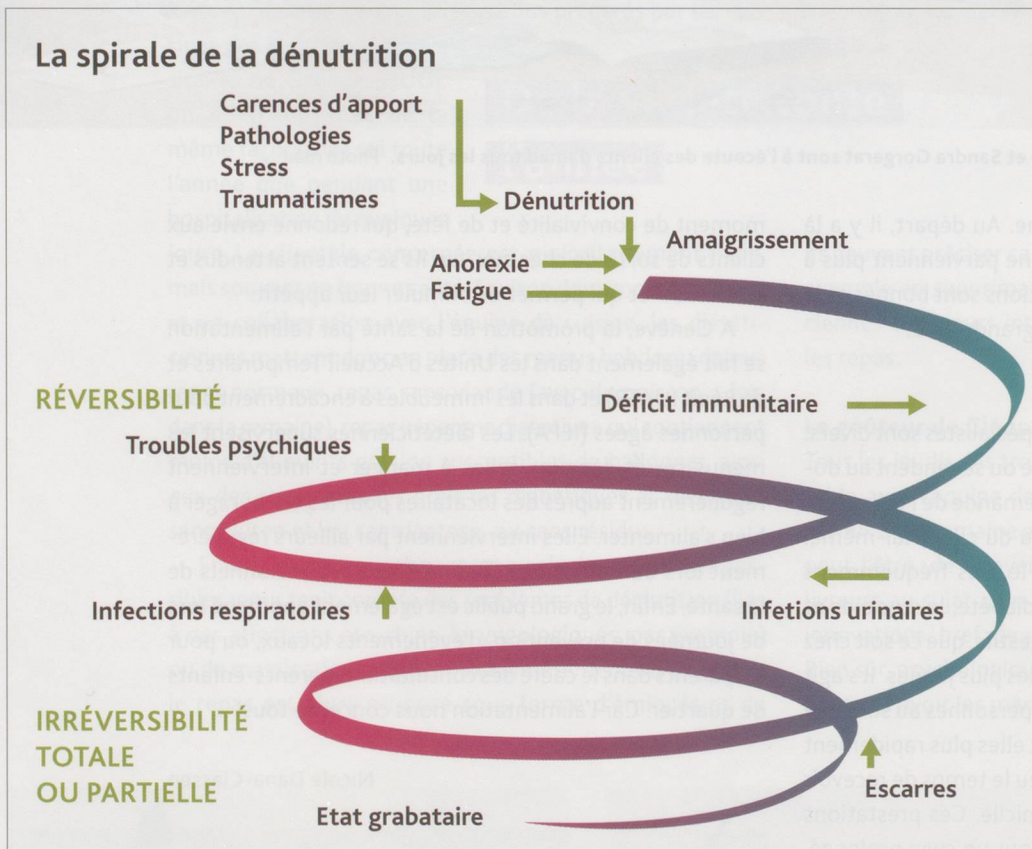 La spirale de la dénutrition
Carences d'apport
Pathologies
Stress
Traumatismes
Dénutrition
Amaigrissement
Anorexie
Fatigue
RÉVERSIBILITÉ
Déficit immunitaire
Troubles psychiques
Infections respiratoires
Infetions urinaires
IRRÉVERSIBILITÉ
TOTALE
OU PARTIELLE
Escarres
Etat grabataire